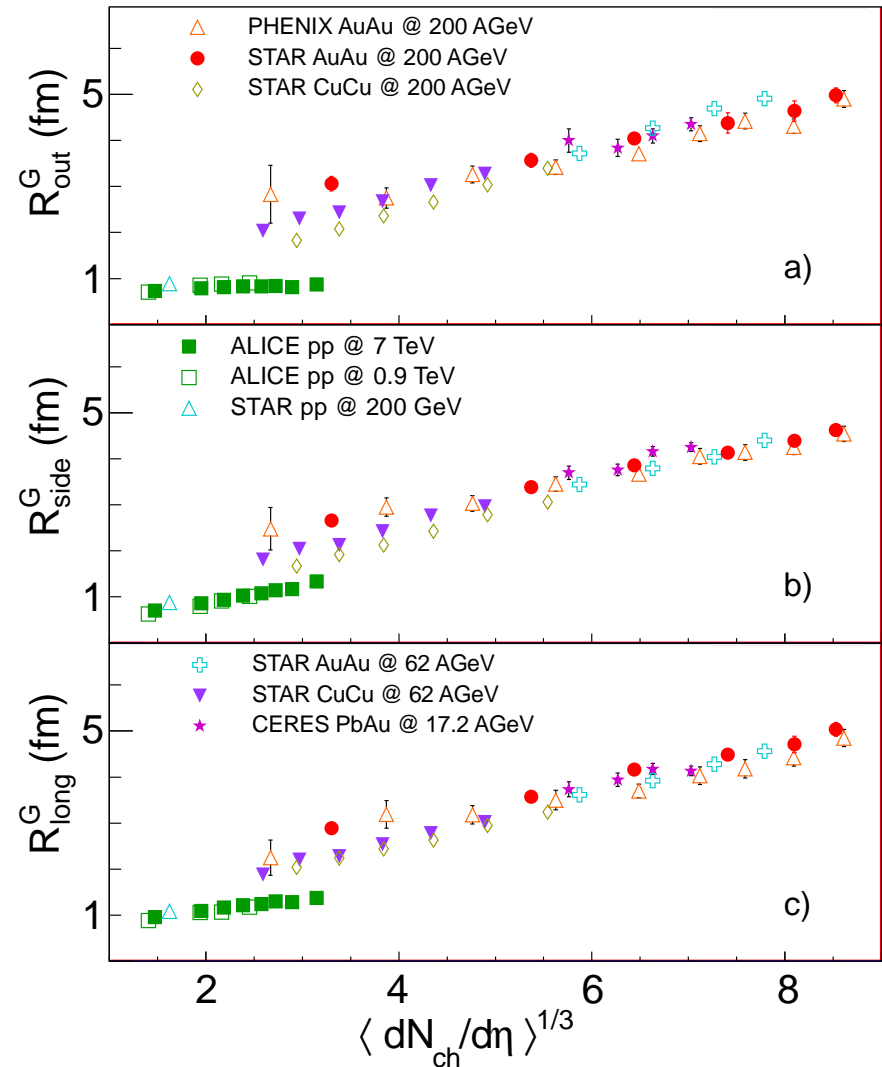 PHENIX AuAu @ 200 AGeV
STAR AuAu @ 200 AGeV
STAR CuCu @ 200 AGeV
R^G_out (fm)
5
1
a)
ALICE pp @ 7 TeV
ALICE pp @ 0.9 TeV
STAR pp @ 200 GeV
R^G_side (fm)
5
1
b)
STAR AuAu @ 62 AGeV
STAR CuCu @ 62 AGeV
CERES PbAu @ 17.2 AGeV
R^G_long (fm)
5
1
c)
2 4 6 8
⟨ dN_ch/dη ⟩^1/3